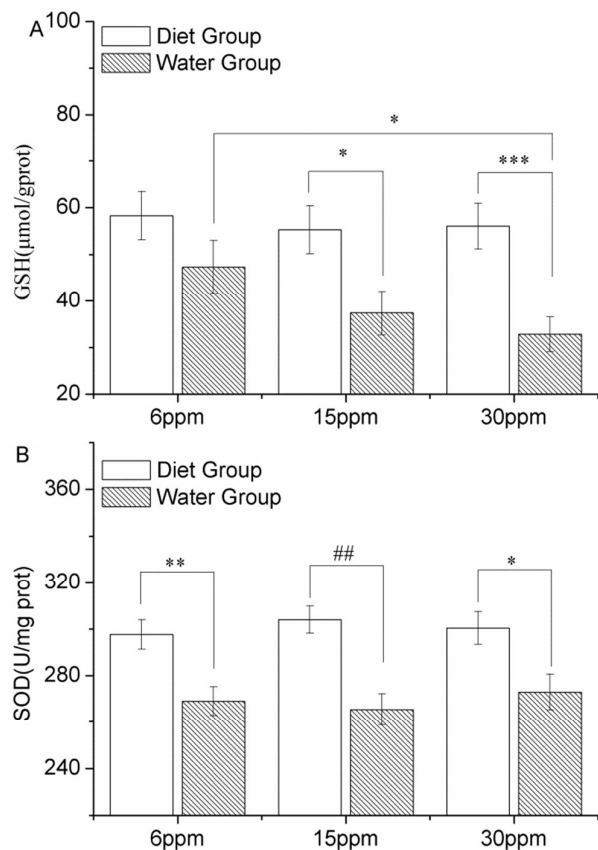 A
100
Diet Group
Water Group
80
*
*
***
60
40
20
GSH(μmol/gprot)
6ppm
15ppm
30ppm
B
Diet Group
Water Group
360
**
##
*
320
280
240
SOD(U/mg prot)
6ppm
15ppm
30ppm